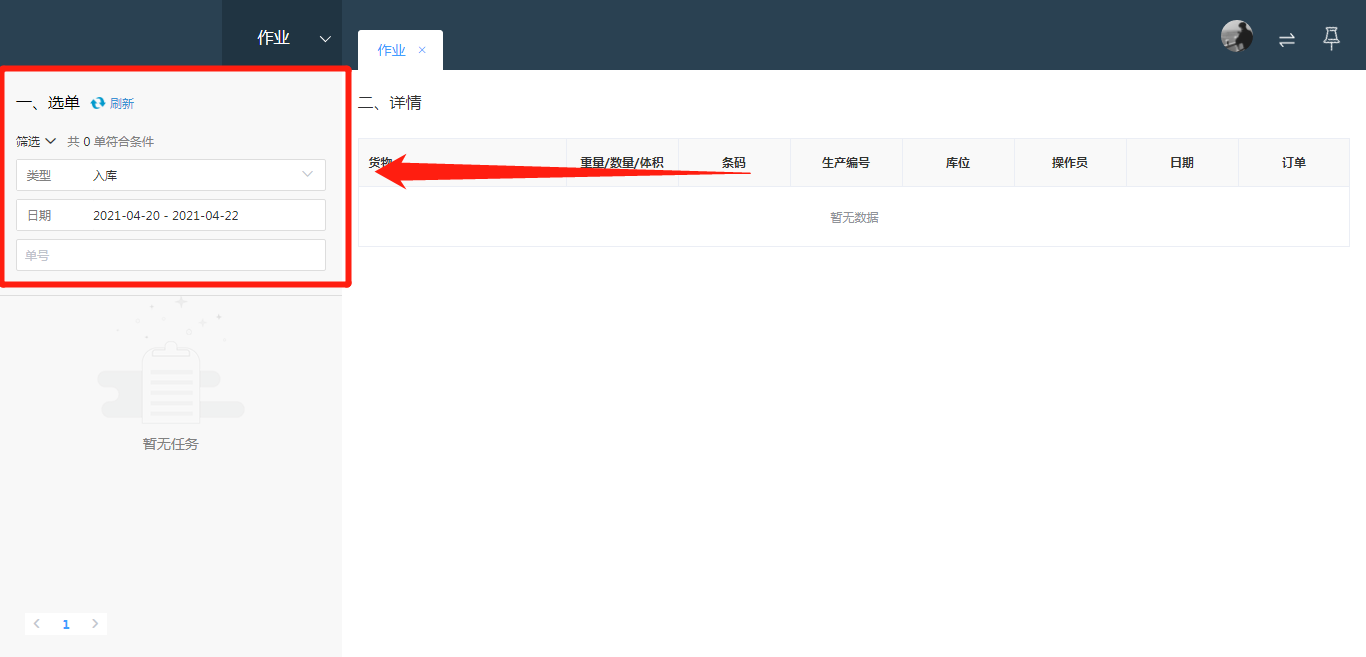 作业
作业 ×
一、选单 刷新
筛选 共 0 单符合条件
类型 入库
日期 2021-04-20 - 2021-04-22
单号
暂无任务
1
二、详情
货物 重量/数量/体积 条码 生产编号 库位 操作员 日期 订单
暂无数据